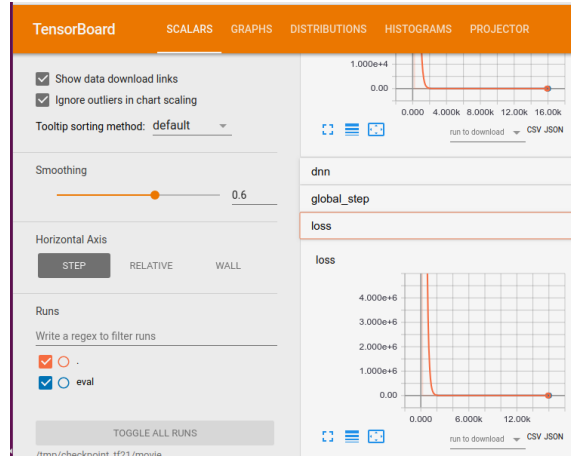 TensorBoard SCALARS GRAPHS DISTRIBUTIONS HISTOGRAMS PROJECTOR
Show data download links
Ignore outliers in chart scaling
Tooltip sorting method: default
Smoothing
0.6
Horizontal Axis
STEP RELATIVE WALL
Runs
Write a regex to filter runs
.
eval
TOGGLE ALL RUNS
/tmp/checkpoint_tf21/movie
1.000e+4
0.00
0.000 4.000k 8.000k 12.00k 16.00k
run to download CSV JSON
dnn
global_step
loss
loss
4.000e+6
3.000e+6
2.000e+6
1.000e+6
0.00
0.000 6.000k 12.00k
run to download CSV JSON